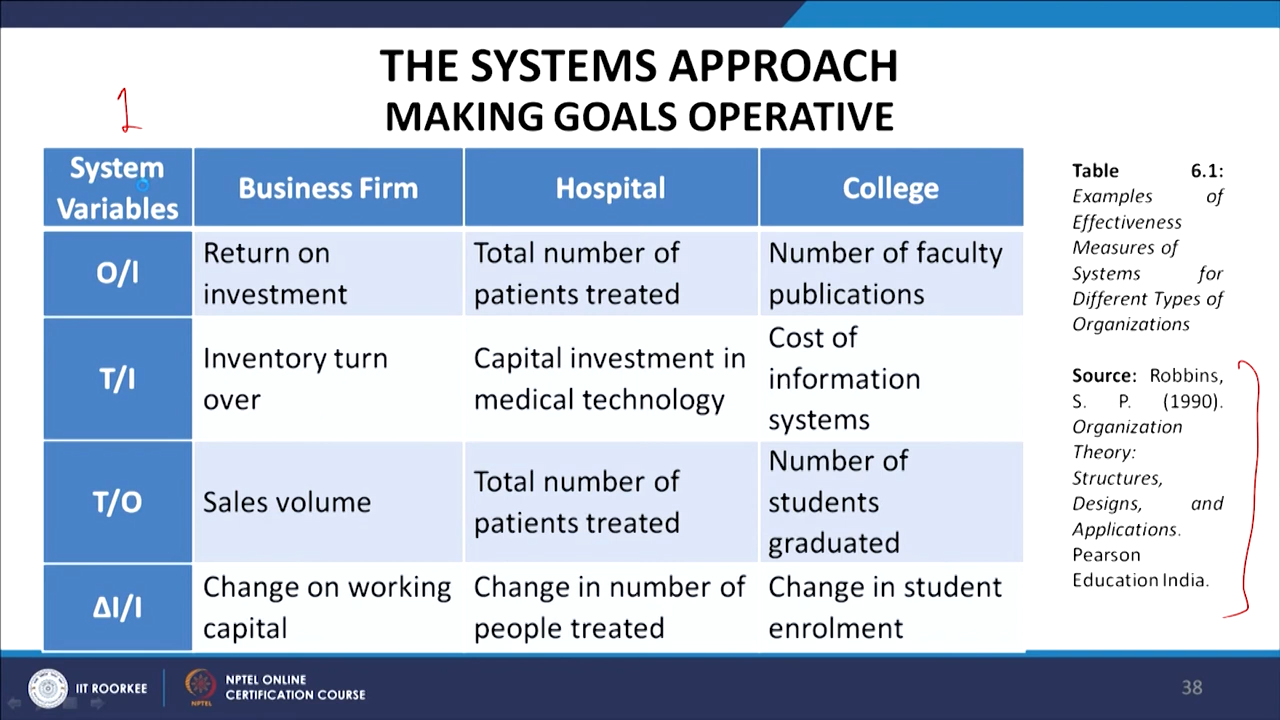 THE SYSTEMS APPROACH
MAKING GOALS OPERATIVE
1
System
Variables
Business Firm
Hospital
College
O/I
Return on
investment
Total number of
patients treated
Number of faculty
publications
T/I
Inventory turn
over
Capital investment in
medical technology
Cost of
information
systems
T/O
Sales volume
Total number of
patients treated
Number of
students
graduated
ΔI/I
Change on working
capital
Change in number of
people treated
Change in student
enrolment
Table 6.1:
Examples of
Effectiveness
Measures of
Systems for
Different Types of
Organizations
Source: Robbins,
S. P. (1990).
Organization
Theory:
Structures,
Designs, and
Applications.
Pearson
Education India.
IIT ROORKEE
NPTEL
NPTEL ONLINE
CERTIFICATION COURSE
38